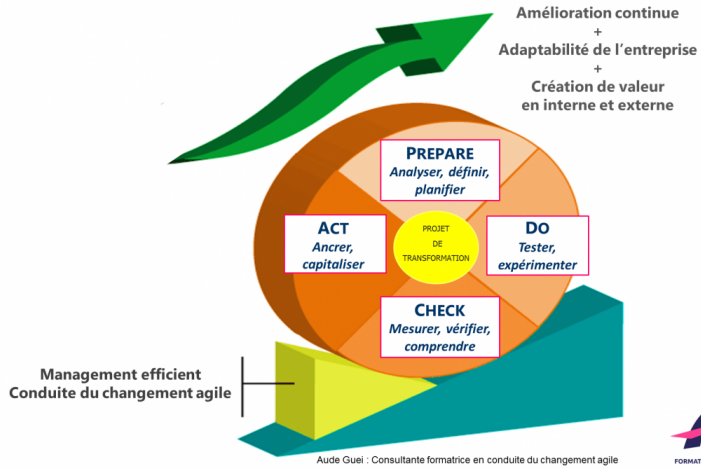 Amélioration continue
+
Adaptabilité de l'entreprise
+
Création de valeur
en interne et externe
PREPARE
Analyser, définir,
planifier
ACT
Ancrer,
capitaliser
PROJET
DE
TRANSFORMATION
DO
Tester,
expérimenter
CHECK
Mesurer, vérifier,
comprendre
Management efficient
Conduite du changement agile
Aude Guei : Consultante formatrice en conduite du changement agile
FORMAT